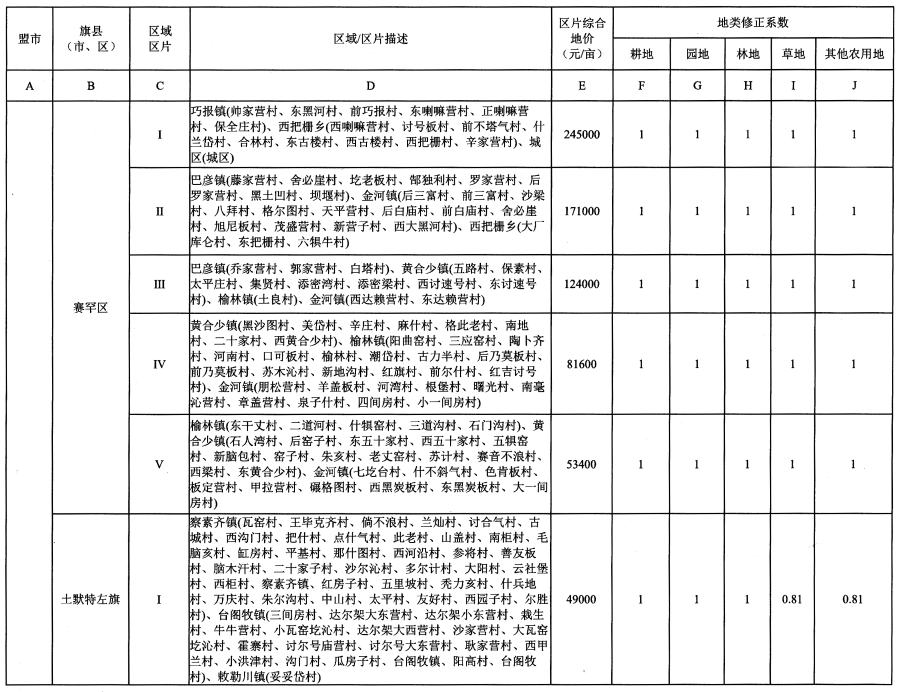 盟市
旗县
（市、区）
区域
区片
区域/区片描述
区片综合
地价
（元/亩）
地类修正系数
耕地
园地
林地
草地
其他农用地
A
B
C
D
E
F
G
H
I
J
赛罕区
I
巧报镇(帅家营村、东黑河村、前巧报村、东喇嘛营村、正喇嘛营
村、保全庄村)、西把栅乡(西喇嘛营村、讨号板村、前不塔气村、什
兰岱村、合林村、东古楼村、西古楼村、西把栅村、辛家营村)、城
区(城区)
245000
1
1
1
1
1
II
巴彦镇(藤家营村、舍必崖村、圪老板村、郜独利村、罗家营村、后
罗家营村、黑土凹村、坝堰村)、金河镇(后三富村、前三富村、沙梁
村、八拜村、格尔图村、天平营村、后白庙村、前白庙村、舍必崖
村、旭尼板村、茂盛营村、新营子村、西大黑河村)、西把栅乡(大厂
库仑村、东把栅村、六犋牛村)
171000
1
1
1
1
1
III
巴彦镇(乔家营村、郭家营村、白塔村)、黄合少镇(五路村、保素村、
太平庄村、集贤村、添密湾村、添密梁村、西讨速号村、东讨速号
村)、榆林镇(土良村)、金河镇(西达赖营村、东达赖营村)
124000
1
1
1
1
1
IV
黄合少镇(黑沙图村、美岱村、辛庄村、麻什村、格此老村、南地
村、二十家村、西黄合少村)、榆林镇(阳曲窑村、三应窑村、陶卜齐
村、河南村、口可板村、榆林村、潮岱村、古力半村、后乃莫板村、
前乃莫板村、苏木沁村、新地沟村、红旗村、前尔什村、红吉讨号
村)、金河镇(朋松营村、羊盖板村、河湾村、根堡村、曙光村、南毫
沁营村、章盖营村、泉子什村、四间房村、小一间房村)
81600
1
1
1
1
1
V
榆林镇(东干丈村、二道河村、什犋窑村、三道沟村、石门沟村)、黄
合少镇(石人湾村、后窑子村、东五十家村、西五十家村、五犋窑
村、新脑包村、窑子村、朱亥村、老丈窑村、苏计村、赛音不浪村、
西梁村、东黄合少村)、金河镇(七圪台村、什不斜气村、色肯板村、
板定营村、甲拉营村、碾格图村、西黑炭板村、东黑炭板村、大一间
房村)
53400
1
1
1
1
1
土默特左旗
I
察素齐镇(瓦窑村、王毕克齐村、倘不浪村、兰灿村、讨合气村、古
城村、西沟门村、把什村、点什气村、此老村、山盖村、南柜村、毛
脑亥村、缸房村、平基村、那什图村、西河沿村、参将村、善友板
村、脑木汗村、二十家子村、沙尔沁村、多尔计村、大阳村、云社堡
村、西柜村、察素齐镇、红房子村、五里坡村、秃力亥村、什兵地
村、万庆村、朱尔沟村、中山村、太平村、友好村、西园子村、尔胜
村)、台阁牧镇(三间房村、达尔架大东营村、达尔架小东营村、栽生
村、牛牛营村、小瓦窑圪沁村、达尔架大西营村、沙家营村、大瓦窑
圪沁村、霍寨村、讨尔号庙营村、讨尔号大东营村、耿家营村、西甲
兰村、小洪津村、沟门村、瓜房子村、台阁牧镇、阳高村、台阁牧
村)、敕勒川镇(妥妥岱村)
49000
1
1
1
0.81
0.81